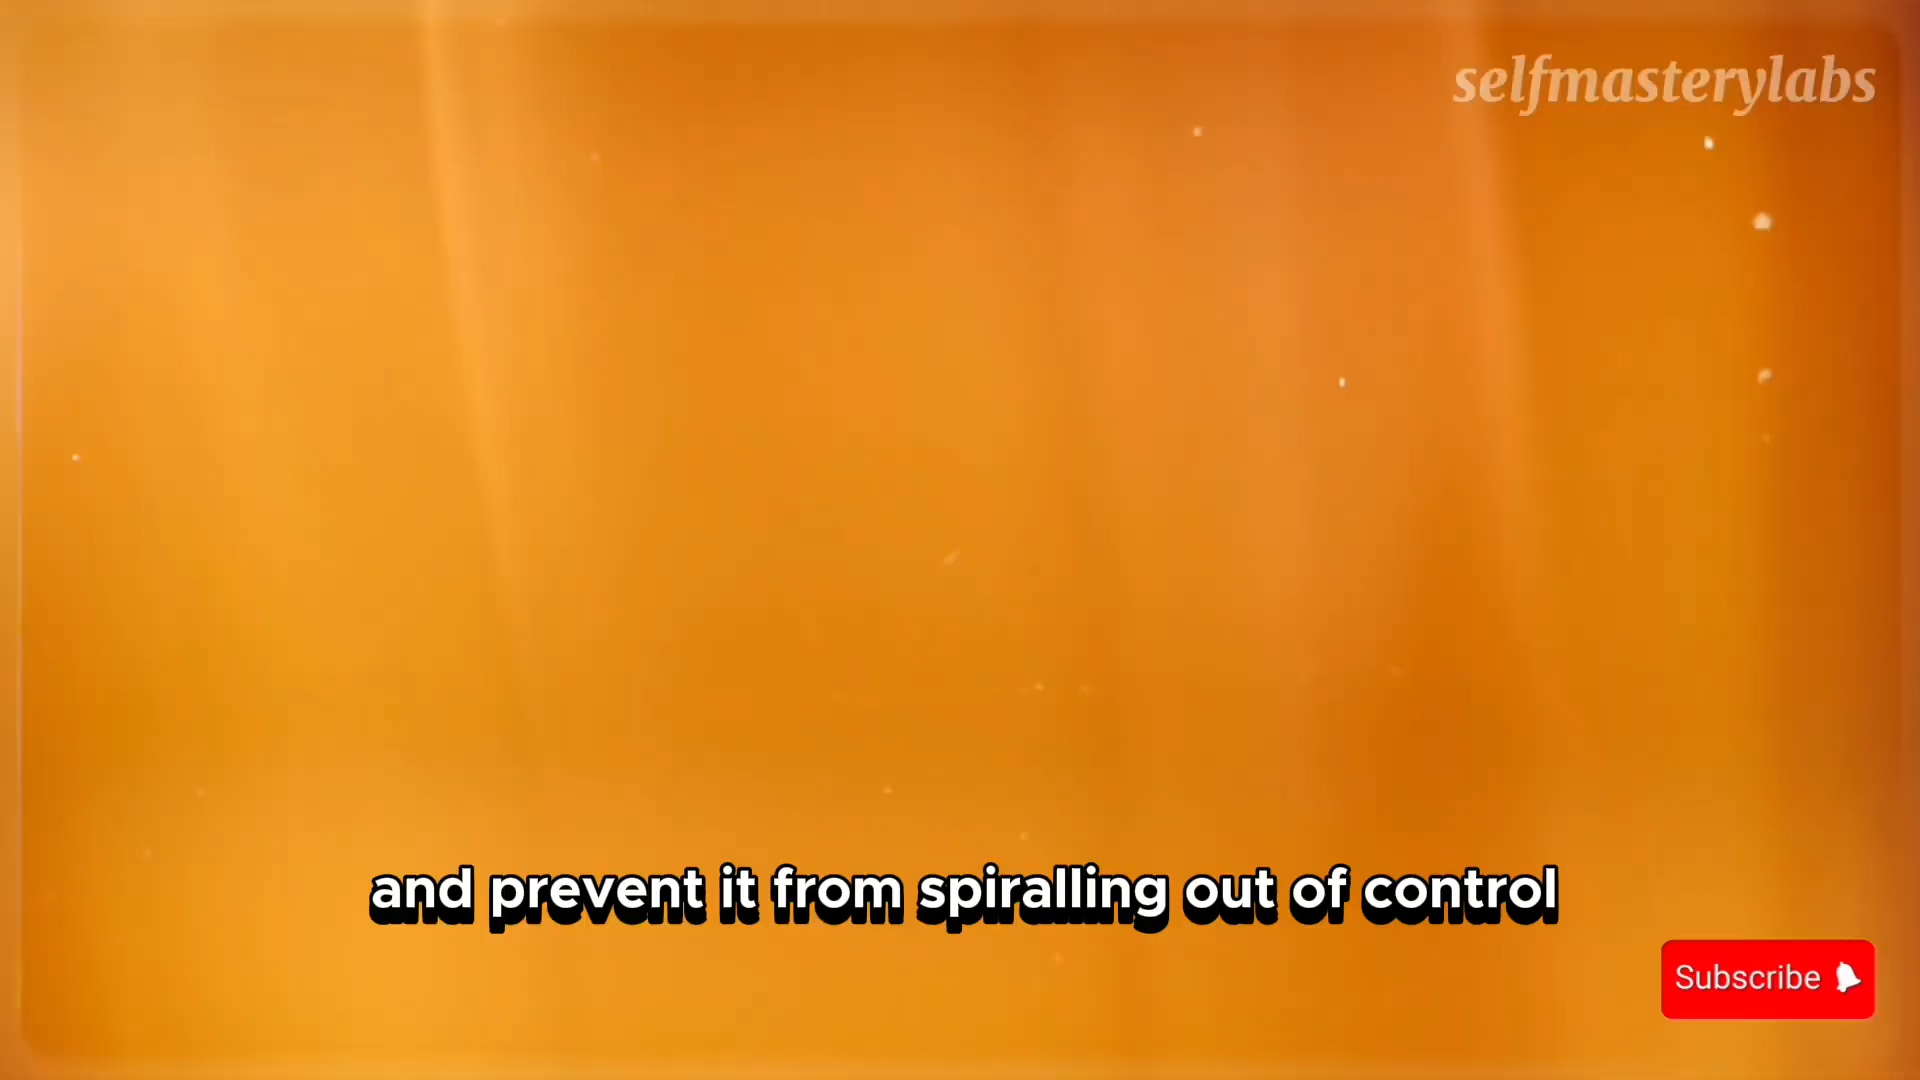 selfmasterylabs
and prevent it from spiralling out of control
Subscribe